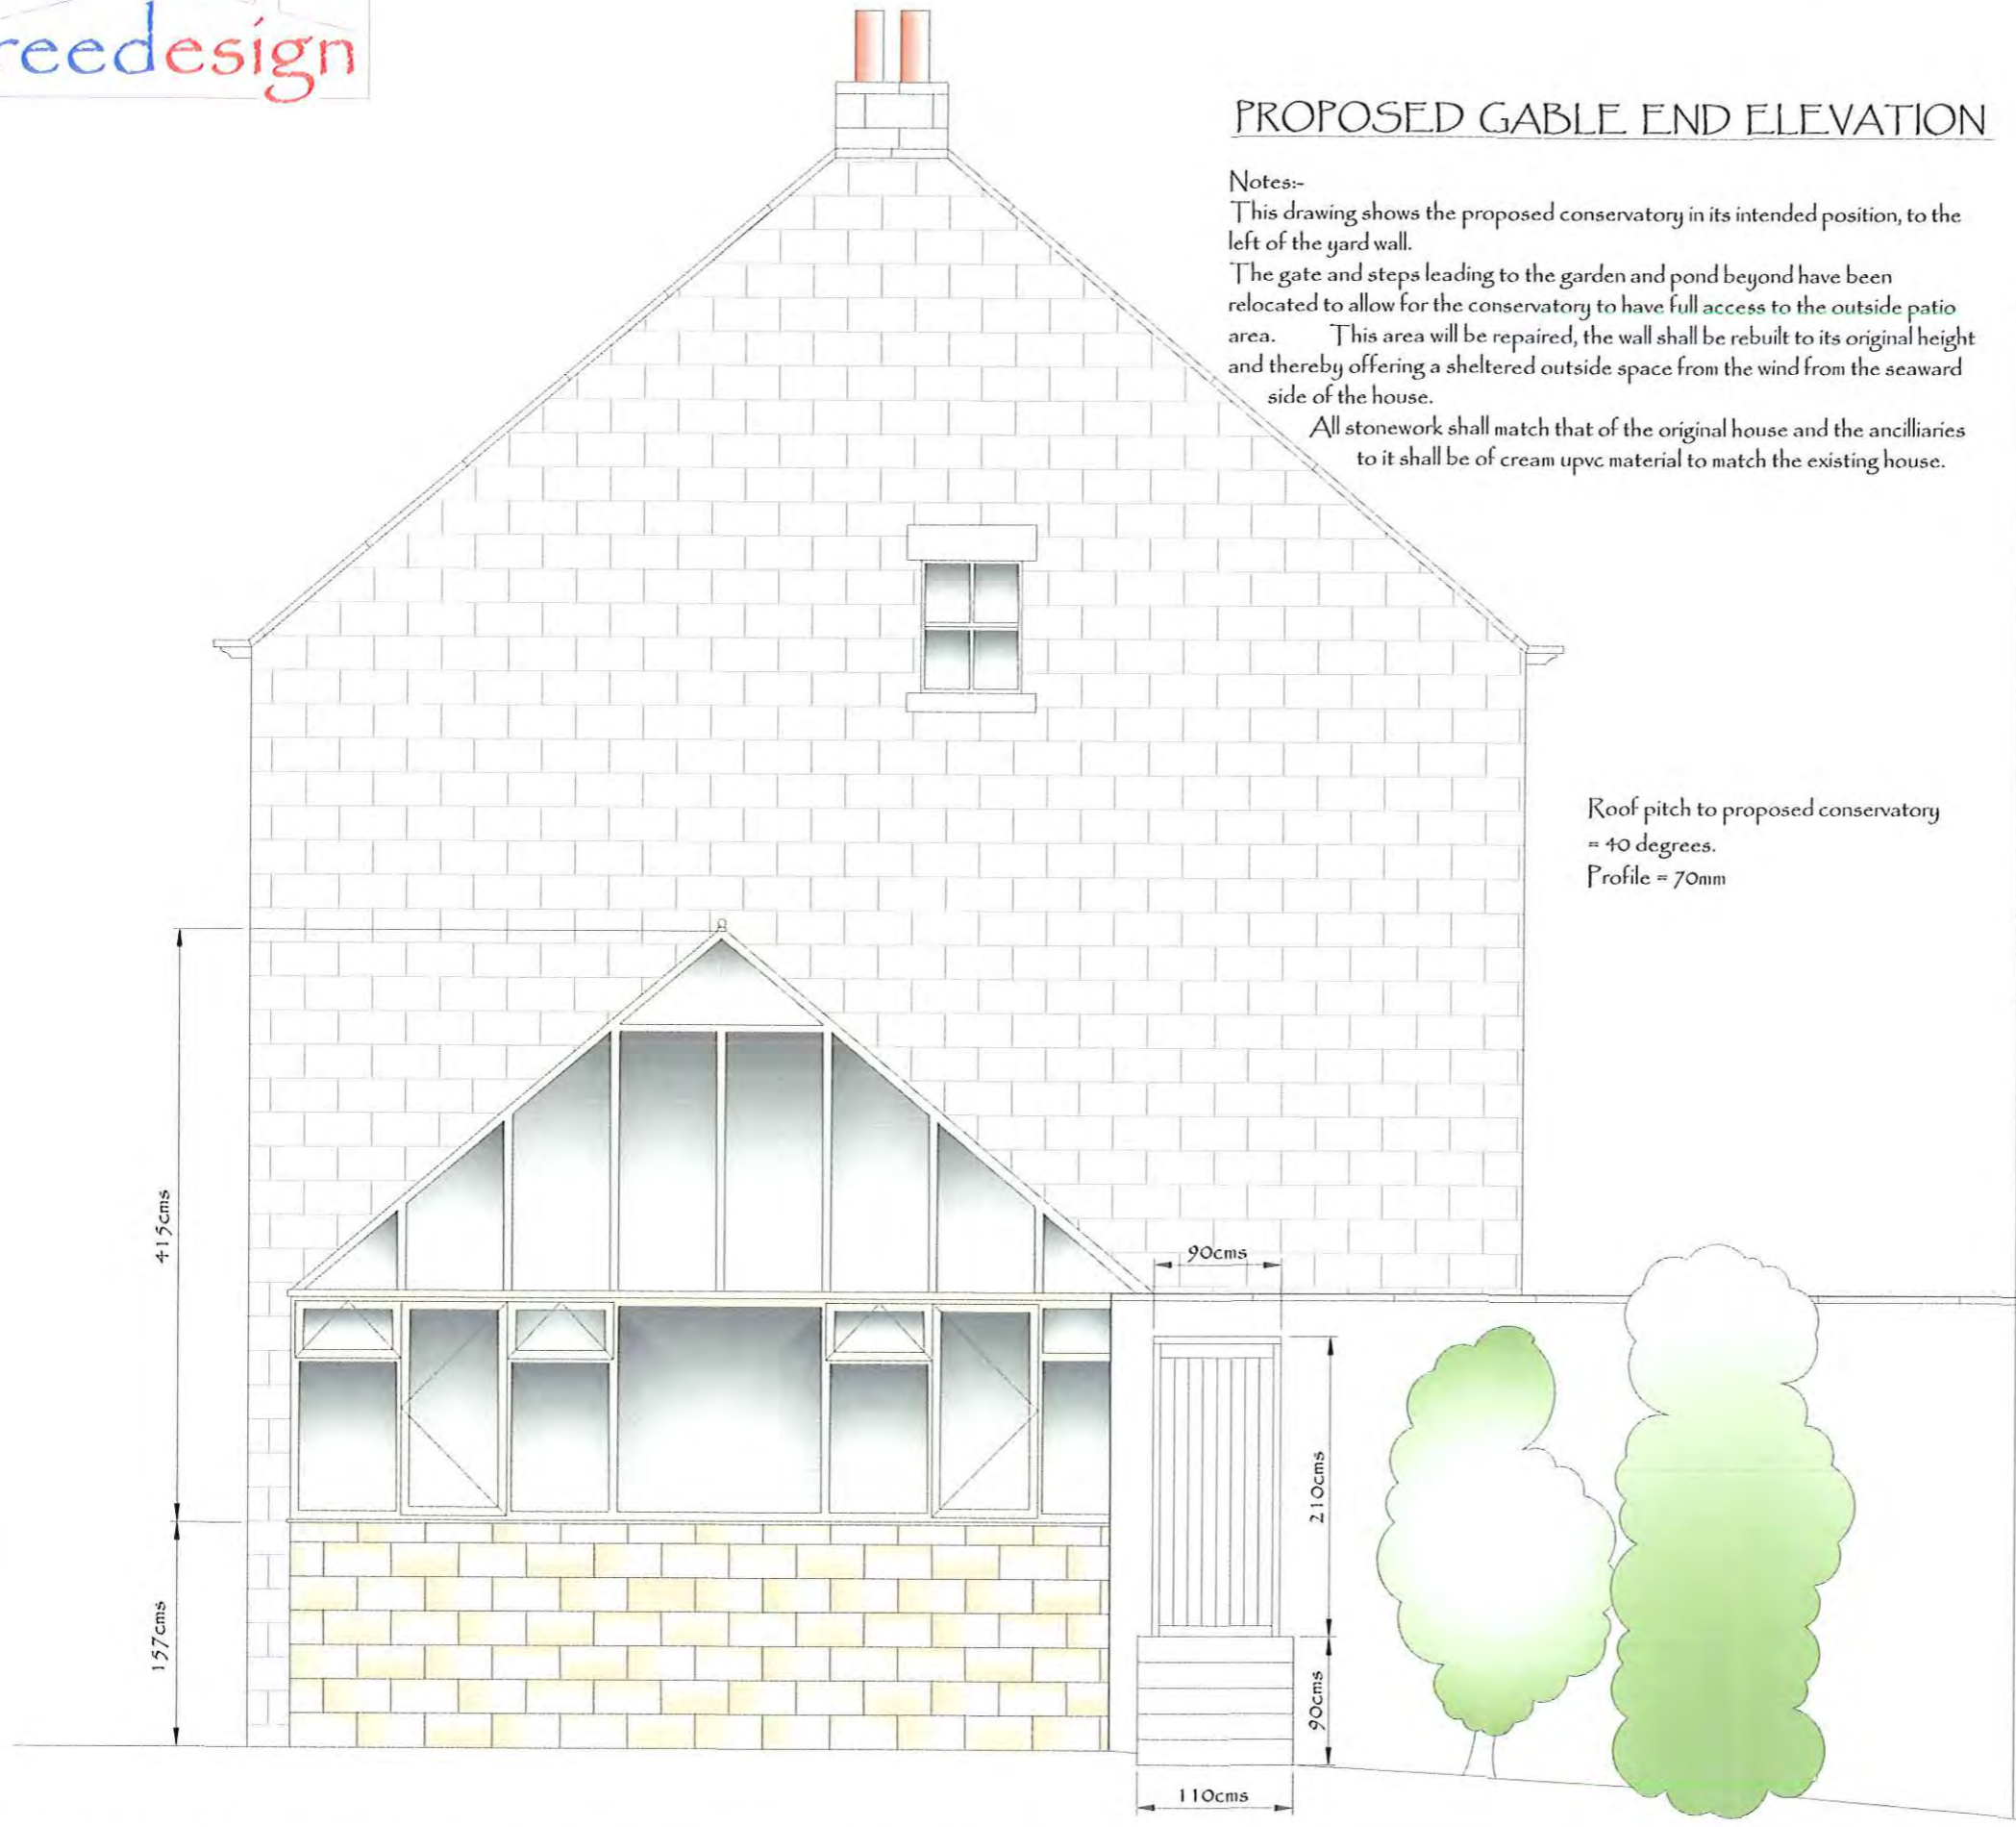 reedesign
PROPOSED GABLE END ELEVATION
Notes:-
This drawing shows the proposed conservatory in its intended position, to the
left of the yard wall.
The gate and steps leading to the garden and pond beyond have been
relocated to allow for the conservatory to have full access to the outside patio
area. This area will be repaired, the wall shall be rebuilt to its original height
and thereby offering a sheltered outside space from the wind from the seaward
side of the house.
All stonework shall match that of the original house and the ancilliaries
to it shall be of cream upvc material to match the existing house.
Roof pitch to proposed conservatory
= 40 degrees.
Profile = 70mm
415cms
90cms
210cms
157cms
90cms
110cms